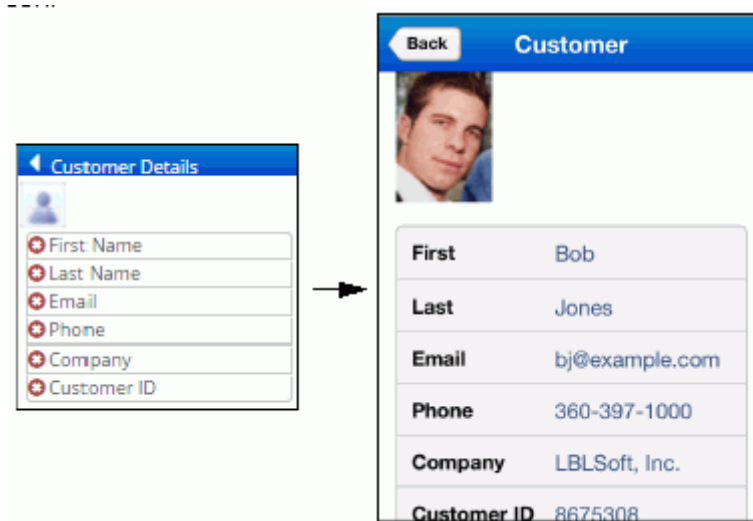 Customer Details
First Name
Last Name
Email
Phone
Company
Customer ID
Back Customer
First Bob
Last Jones
Email bj@example.com
Phone 360-397-1000
Company LBLSoft, Inc.
Customer ID 8675308